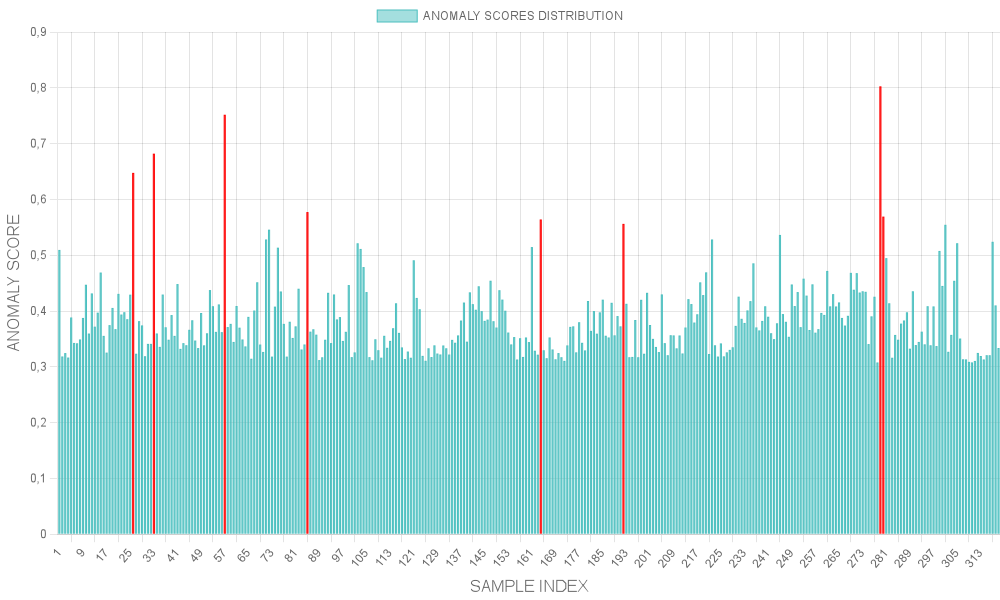 ANOMALY SCORES DISTRIBUTION
0,9
0,8
0,7
0,6
0,5
0,4
0,3
0,2
0,1
0
ANOMALY SCORE
1 9 17 25 33 41 49 57 65 73 81 89 97 105 113 121 129 137 145 153 161 169 177 185 193 201 209 217 225 233 241 249 257 265 273 281 289 297 305 313
SAMPLE INDEX